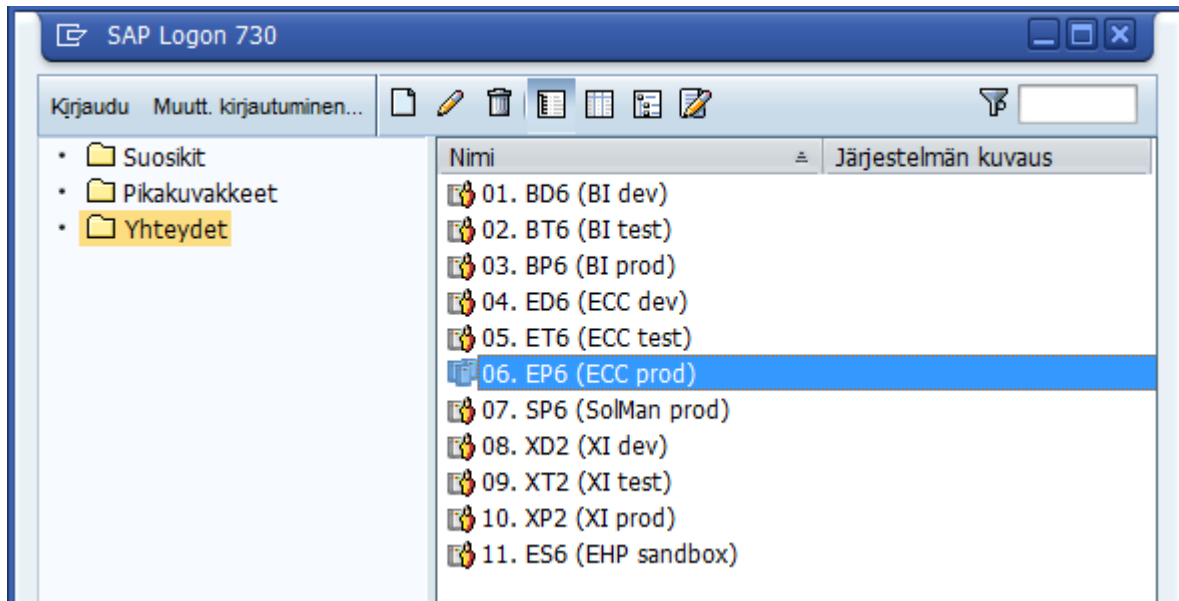 SAP Logon 730
Kirjaudu Muutt. kirjautuminen...
Suosikit
Pikakuvakkeet
Yhteydet
Nimi Järjestelmän kuvaus
01. BD6 (BI dev)
02. BT6 (BI test)
03. BP6 (BI prod)
04. ED6 (ECC dev)
05. ET6 (ECC test)
06. EP6 (ECC prod)
07. SP6 (SolMan prod)
08. XD2 (XI dev)
09. XT2 (XI test)
10. XP2 (XI prod)
11. ES6 (EHP sandbox)